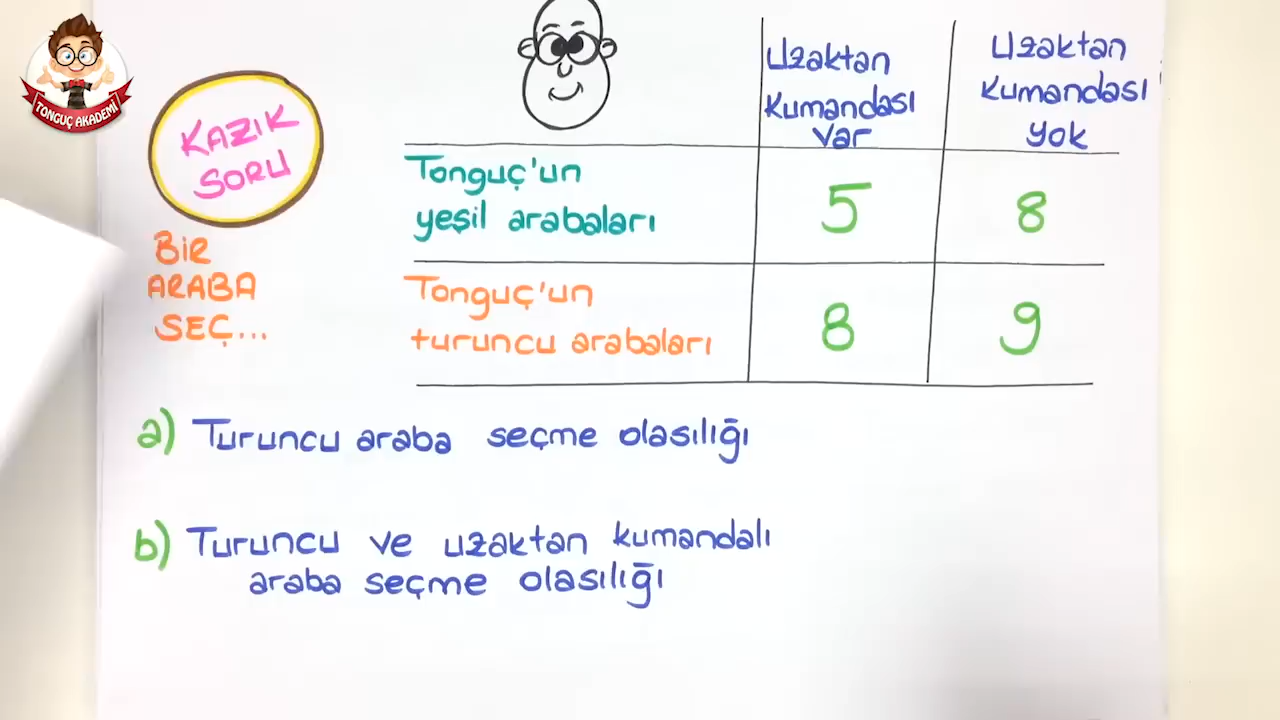 TONGUÇ AKADEMİ
KAZIK
SORU
BİR
ARABA
SEÇ...
Uzaktan
kumandası
var
Uzaktan
kumandası
yok
Tonguç'un
yeşil arabaları
5
8
Tonguç'un
turuncu arabaları
8
9
a) Turuncu araba seçme olasılığı
b) Turuncu ve uzaktan kumandalı
araba seçme olasılığı